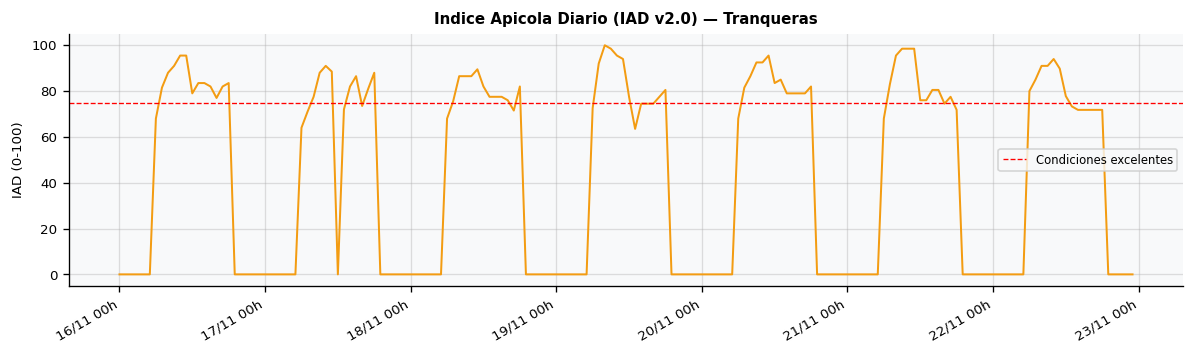 Indice Apicola Diario (IAD v2.0) — Tranqueras
IAD (0-100)
100
80
60
40
20
0
Condiciones excelentes
16/11 00h
17/11 00h
18/11 00h
19/11 00h
20/11 00h
21/11 00h
22/11 00h
23/11 00h